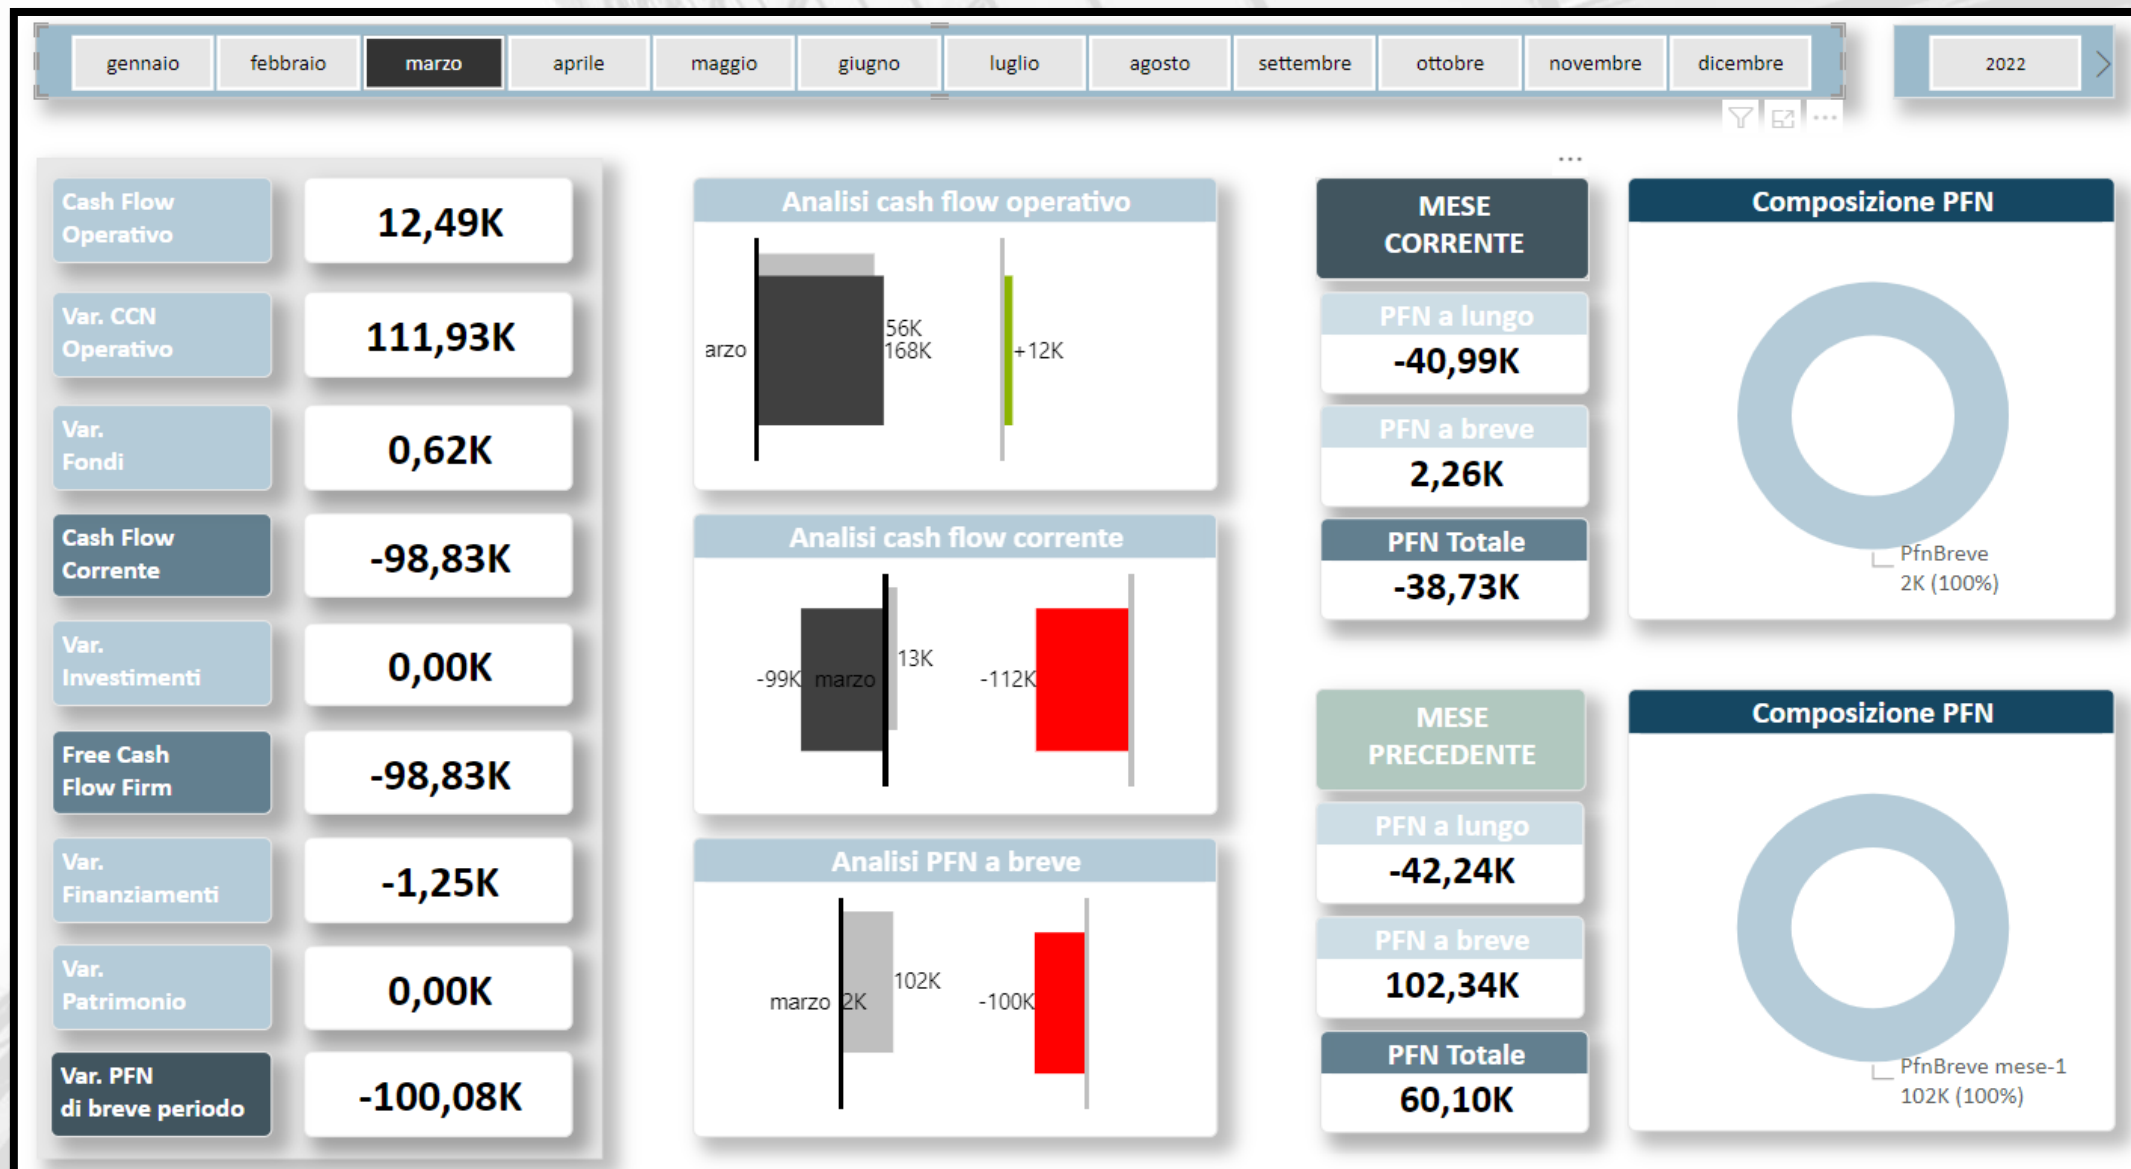 gennaio febbraio marzo aprile maggio giugno luglio agosto settembre ottobre novembre dicembre 2022
Cash Flow
Operativo
12,49K
Var. CCN
Operativo
111,93K
Var.
Fondi
0,62K
Cash Flow
Corrente
-98,83K
Var.
Investimenti
0,00K
Free Cash
Flow Firm
-98,83K
Var.
Finanziamenti
-1,25K
Var.
Patrimonio
0,00K
Var. PFN
di breve periodo
-100,08K
Analisi cash flow operativo
56K
arzo 168K +12K
Analisi cash flow corrente
13K
-99K marzo -112K
Analisi PFN a breve
102K
marzo 2K -100K
MESE
CORRENTE
PFN a lungo
-40,99K
PFN a breve
2,26K
PFN Totale
-38,73K
Composizione PFN
PfnBreve
2K (100%)
MESE
PRECEDENTE
PFN a lungo
-42,24K
PFN a breve
102,34K
PFN Totale
60,10K
Composizione PFN
PfnBreve mese-1
102K (100%)